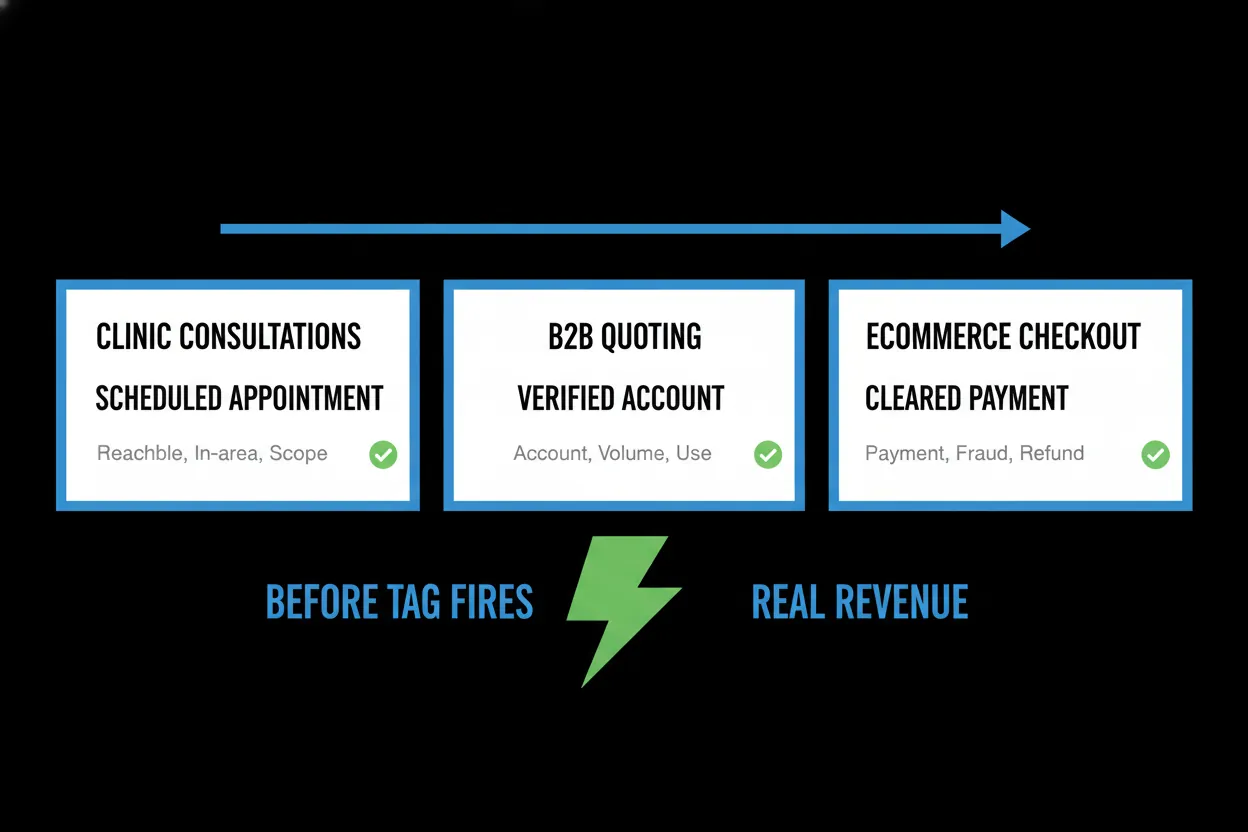 CLINIC CONSULTATIONS
SCHEDULED APPOINTMENT
Reachble, In-area, Scope
B2B QUOTING
VERIFIED ACCOUNT
Account, Volume, Use
ECOMMERCE CHECKOUT
CLEARED PAYMENT
Payment, Fraud, Refund
BEFORE TAG FIRES
REAL REVENUE